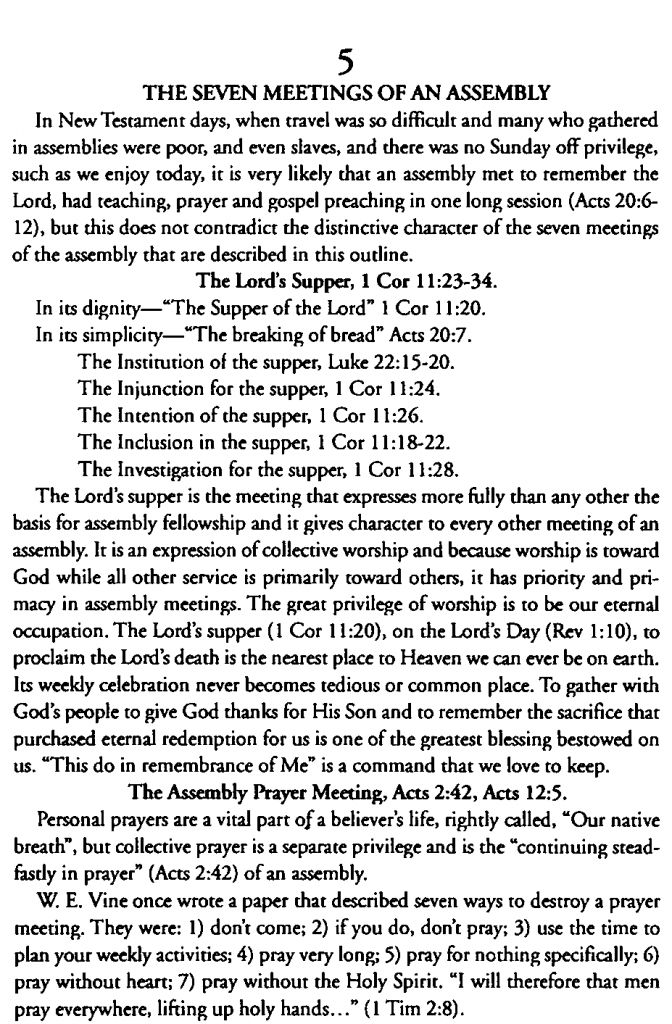 5
THE SEVEN MEETINGS OF AN ASSEMBLY
In New Testament days, when travel was so difficult and many who gathered
in assemblies were poor, and even slaves, and there was no Sunday off privilege,
such as we enjoy today, it is very likely that an assembly met to remember the
Lord, had teaching, prayer and gospel preaching in one long session (Acts 20:6-
12), but this does not contradict the distinctive character of the seven meetings
of the assembly that are described in this outline.
The Lord's Supper, 1 Cor 11:23-34.
In its dignity—“The Supper of the Lord” 1 Cor 11:20.
In its simplicity—“The breaking of bread” Acts 20:7.
The Institution of the supper, Luke 22:15-20.
The Injunction for the supper, 1 Cor 11:24.
The Intention of the supper, 1 Cor 11:26.
The Inclusion in the supper, 1 Cor 11:18-22.
The Investigation for the supper, 1 Cor 11:28.
The Lord's supper is the meeting that expresses more fully than any other the
basis for assembly fellowship and it gives character to every other meeting of an
assembly. It is an expression of collective worship and because worship is toward
God while all other service is primarily toward others, it has priority and pri-
macy in assembly meetings. The great privilege of worship is to be our eternal
occupation. The Lord's supper (1 Cor 11:20), on the Lord's Day (Rev 1:10), to
proclaim the Lord's death is the nearest place to Heaven we can ever be on earth.
Its weekly celebration never becomes tedious or common place. To gather with
God's people to give God thanks for His Son and to remember the sacrifice that
purchased eternal redemption for us is one of the greatest blessing bestowed on
us. “This do in remembrance of Me” is a command that we love to keep.
The Assembly Prayer Meeting, Acts 2:42, Acts 12:5.
Personal prayers are a vital part of a believer's life, rightly called, “Our native
breath”, but collective prayer is a separate privilege and is the “continuing stead-
fastly in prayer” (Acts 2:42) of an assembly.
W. E. Vine once wrote a paper that described seven ways to destroy a prayer
meeting. They were: 1) don't come; 2) if you do, don't pray; 3) use the time to
plan your weekly activities; 4) pray very long; 5) pray for nothing specifically; 6)
pray without heart; 7) pray without the Holy Spirit. “I will therefore that men
pray everywhere, lifting up holy hands...” (1 Tim 2:8).